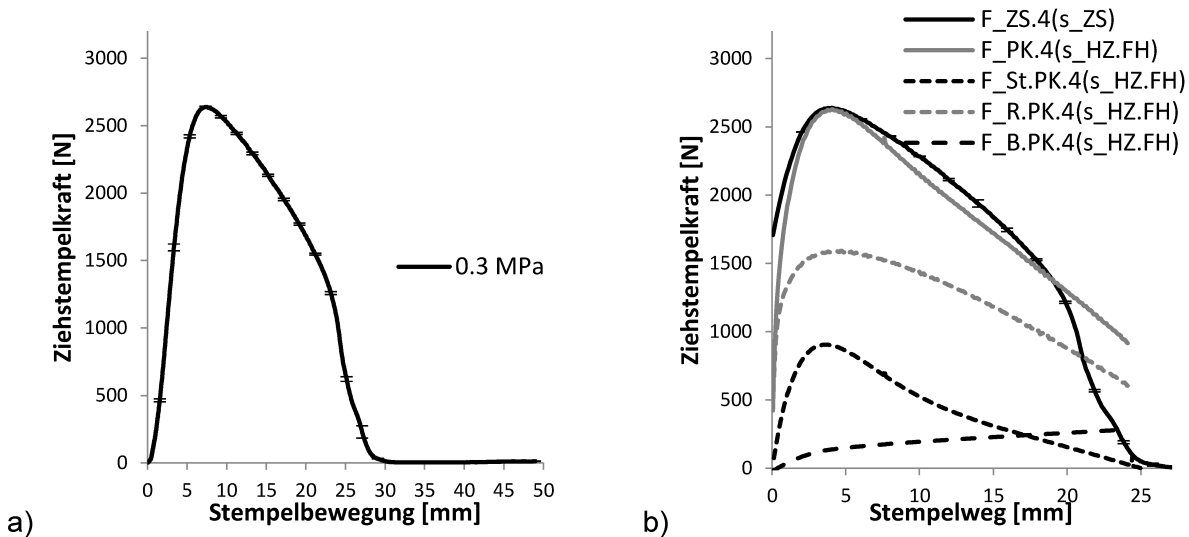 3000
2500
2000
1500
1000
500
0
Ziehstempelkraft [N]
0.3 MPa
0 5 10 15 20 25 30 35 40 45 50
Stempelbewegung [mm]
a)
F_ZS.4(s_ZS)
F_PK.4(s_HZ.FH)
F_St.PK.4(s_HZ.FH)
F_R.PK.4(s_HZ.FH)
F_B.PK.4(s_HZ.FH)
3000
2500
2000
1500
1000
500
0
Ziehstempelkraft [N]
0 5 10 15 20 25
Stempelweg [mm]
b)